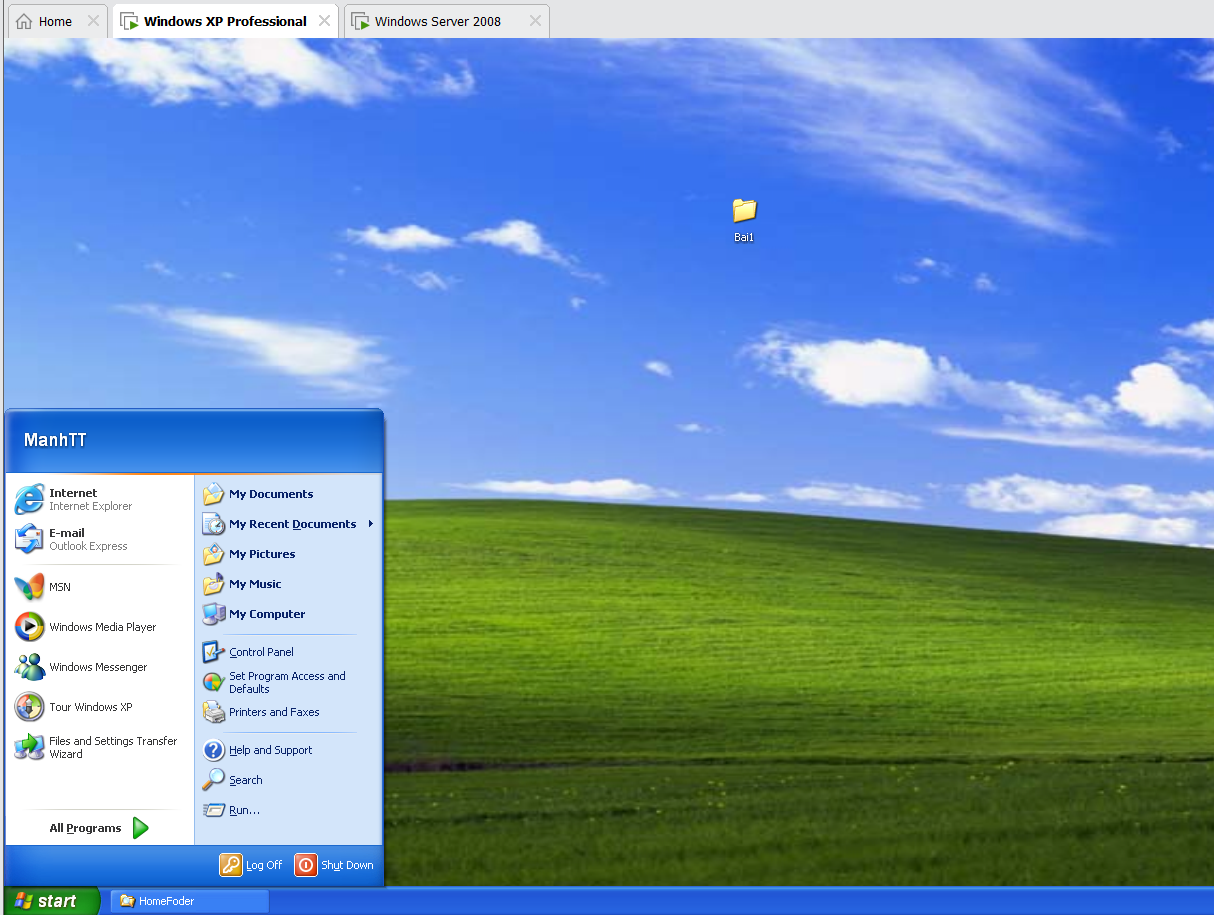 Home
Windows XP Professional
Windows Server 2008
Bai1
ManhTT
Internet
Internet Explorer
E-mail
Outlook Express
MSN
Windows Media Player
Windows Messenger
Tour Windows XP
Files and Settings Transfer
Wizard
All Programs
My Documents
My Recent Documents
My Pictures
My Music
My Computer
Control Panel
Set Program Access and
Defaults
Printers and Faxes
Help and Support
Search
Run...
Log Off
Shut Down
start
HomeFoder